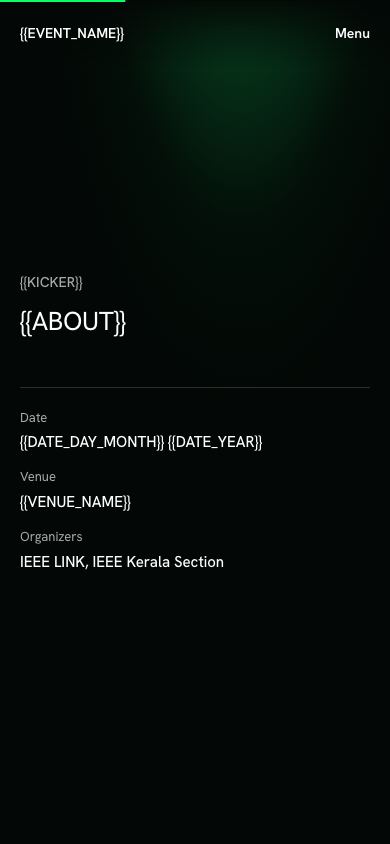 {{EVENT_NAME}}
Menu
{{KICKER}}
{{ABOUT}}
Date
{{DATE_DAY_MONTH}} {{DATE_YEAR}}
Venue
{{VENUE_NAME}}
Organizers
IEEE LINK, IEEE Kerala Section